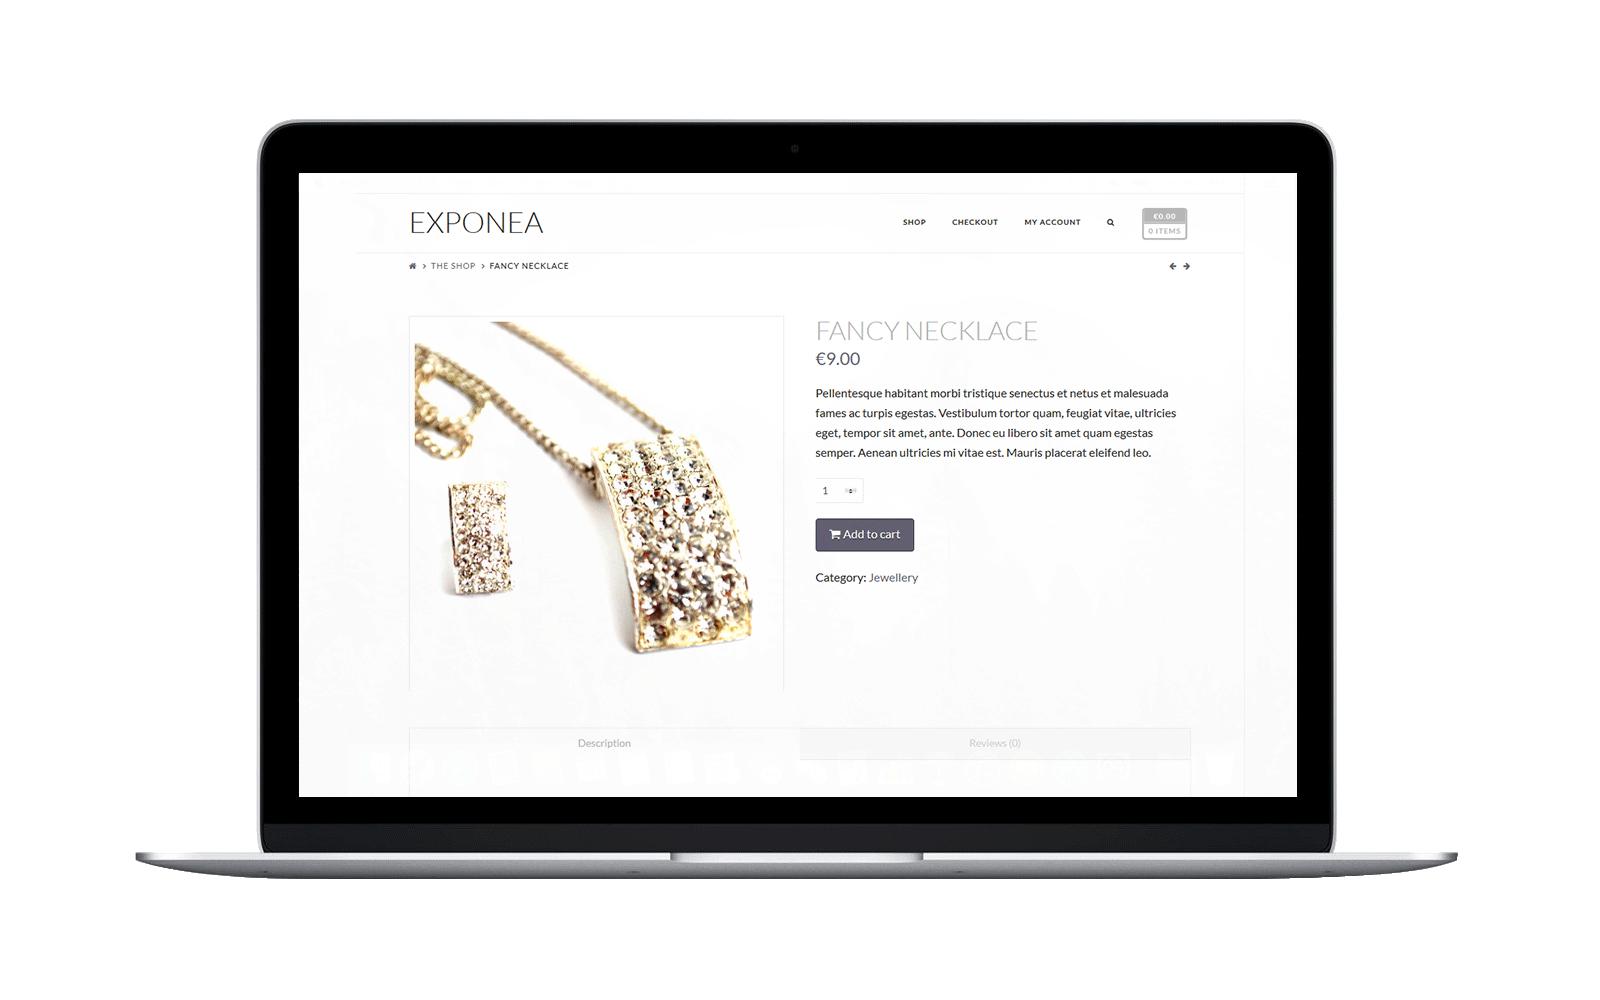 EXPONEA
SHOP CHECKOUT MY ACCOUNT
€0.00
0 ITEMS
THE SHOP FANCY NECKLACE
FANCY NECKLACE
€9.00
Pellentesque habitant morbi tristique senectus et netus et malesuada
fames ac turpis egestas. Vestibulum tortor quam, feugiat vitae, ultricies
eget, tempor sit amet, ante. Donec eu libero sit amet quam egestas
semper. Aenean ultricies mi vitae est. Mauris placerat eleifend leo.
1
Add to cart
Category: Jewellery
Description Reviews (0)